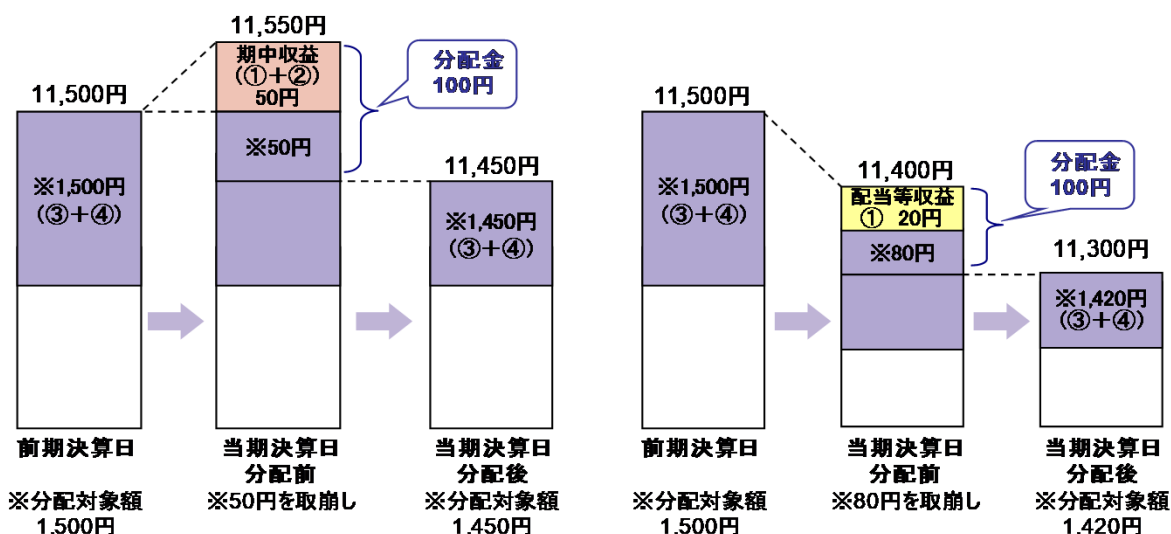 11,550円
期中収益
(①+②)
50円
分配金
100円
11,500円
※50円
※1,500円
(③+④)
11,450円
※1,450円
(③+④)
前期決算日
当期決算日
分配前
当期決算日
分配後
※分配対象額
1,500円
※50円を取崩し
※分配対象額
1,450円
11,500円
※1,500円
(③+④)
11,400円
配当等収益
① 20円
※80円
分配金
100円
11,300円
※1,420円
(③+④)
前期決算日
当期決算日
分配前
当期決算日
分配後
※分配対象額
1,500円
※80円を取崩し
※分配対象額
1,420円